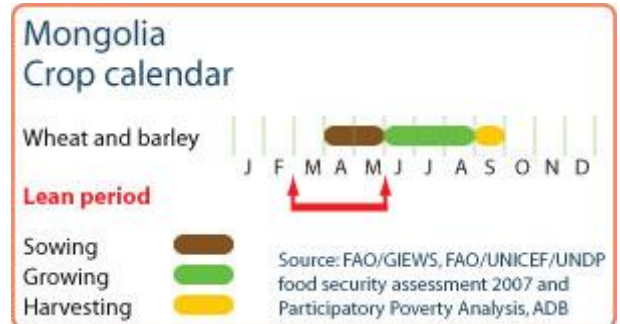 Mongolia
Crop calendar
Wheat and barley
J F M A M J J A S O N D
Lean period
Sowing
Growing
Harvesting
Source: FAO/GIEWS, FAO/UNICEF/UNDP
food security assessment 2007 and
Participatory Poverty Analysis, ADB